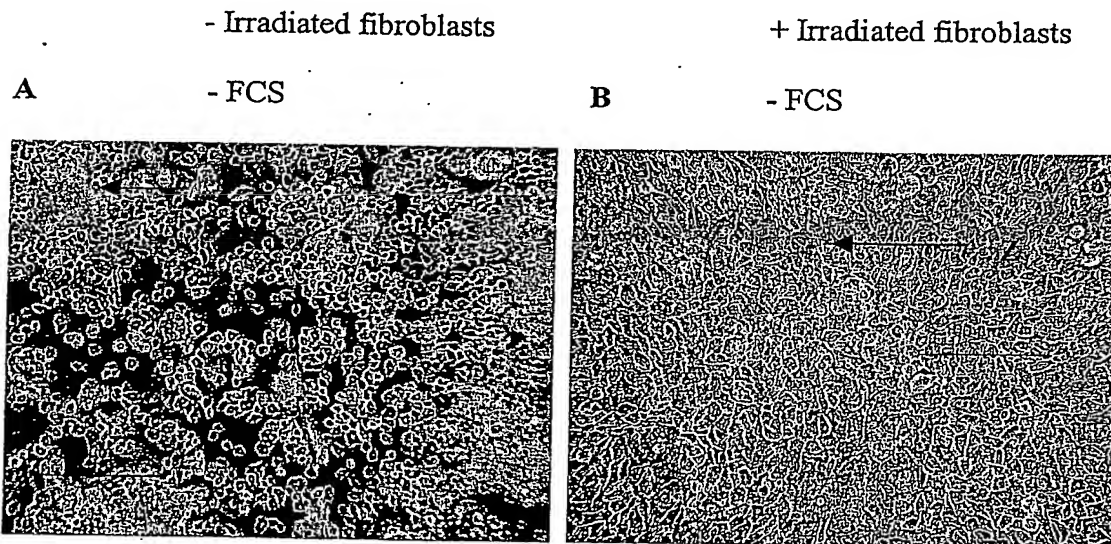 - Irradiated fibroblasts
+ Irradiated fibroblasts
A
- FCS
B
- FCS